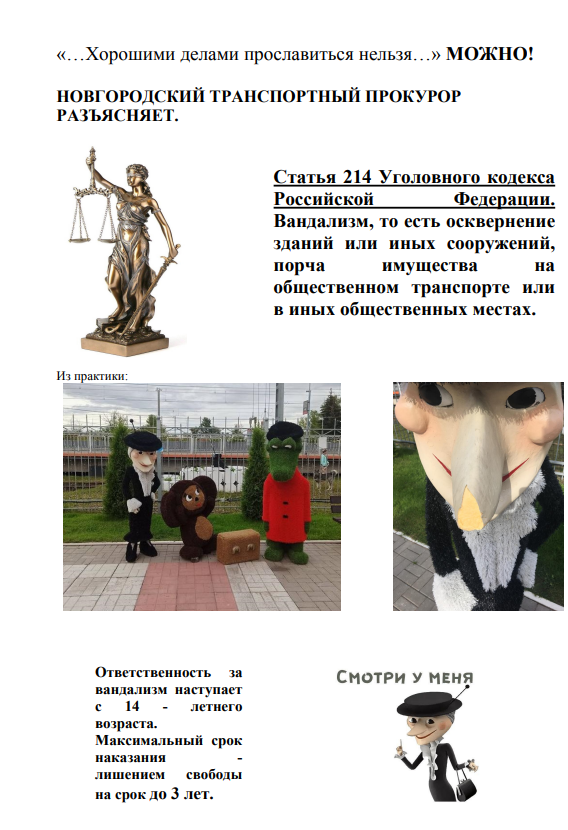 «…Хорошими делами прославиться нельзя…» МОЖНО!
НОВГОРОДСКИЙ ТРАНСПОРТНЫЙ ПРОКУРОР
РАЗЪЯСНЯЕТ.
Статья 214 Уголовного кодекса
Российской Федерации.
Вандализм, то есть осквернение
зданий или иных сооружений,
порча имущества на
общественном транспорте или
в иных общественных местах.
Из практики:
Ответственность за
вандализм наступает
с 14 - летнего
возраста.
Максимальный срок
наказания -
лишением свободы
на срок до 3 лет.
Смотри у меня